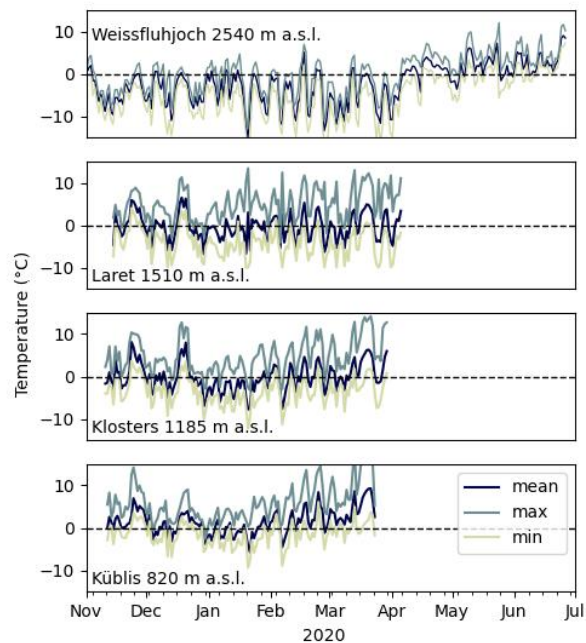 10
Weissfluhjoch 2540 m a.s.l.
0
−10
10
0
−10
Laret 1510 m a.s.l.
10
0
−10
Klosters 1185 m a.s.l.
10
0
−10
Küblis 820 m a.s.l.
mean
max
min
Temperature (°C)
Nov Dec Jan Feb Mar Apr May Jun Jul
2020